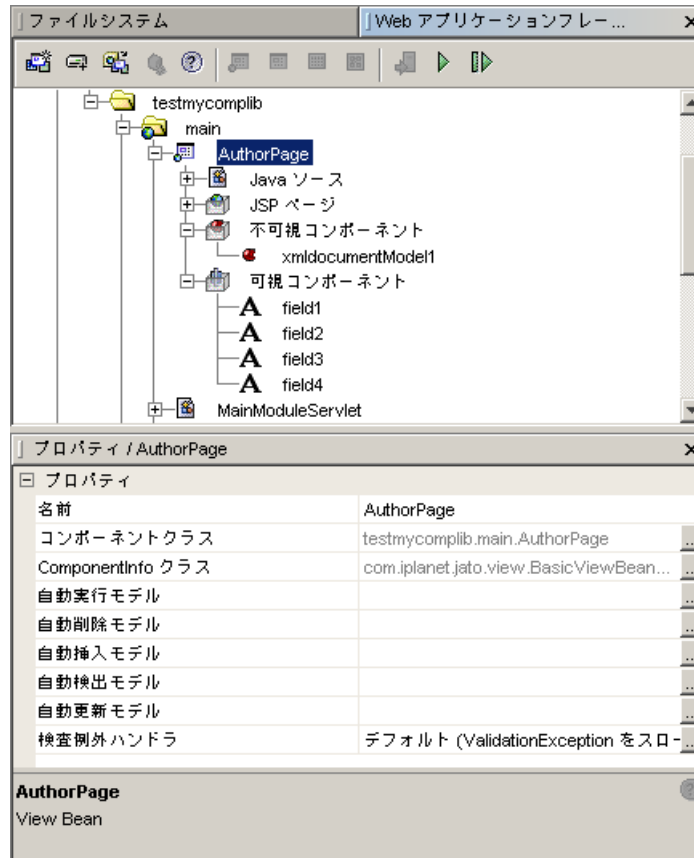 ファイルシステム
Web アプリケーションフレー...
testmycomplib
main
AuthorPage
Java ソース
JSP ページ
不可視コンポーネント
xmldocumentModel1
可視コンポーネント
field1
field2
field3
field4
MainModuleServlet
プロパティ / AuthorPage
プロパティ
名前 AuthorPage
コンポーネントクラス testmycomplib.main.AuthorPage ...
ComponentInfo クラス com.iplanet.jato.view.BasicViewBean... ...
自動実行モデル ...
自動削除モデル ...
自動挿入モデル ...
自動検出モデル ...
自動更新モデル ...
検査例外ハンドラ デフォルト (ValidationException をスロー ...
AuthorPage
View Bean